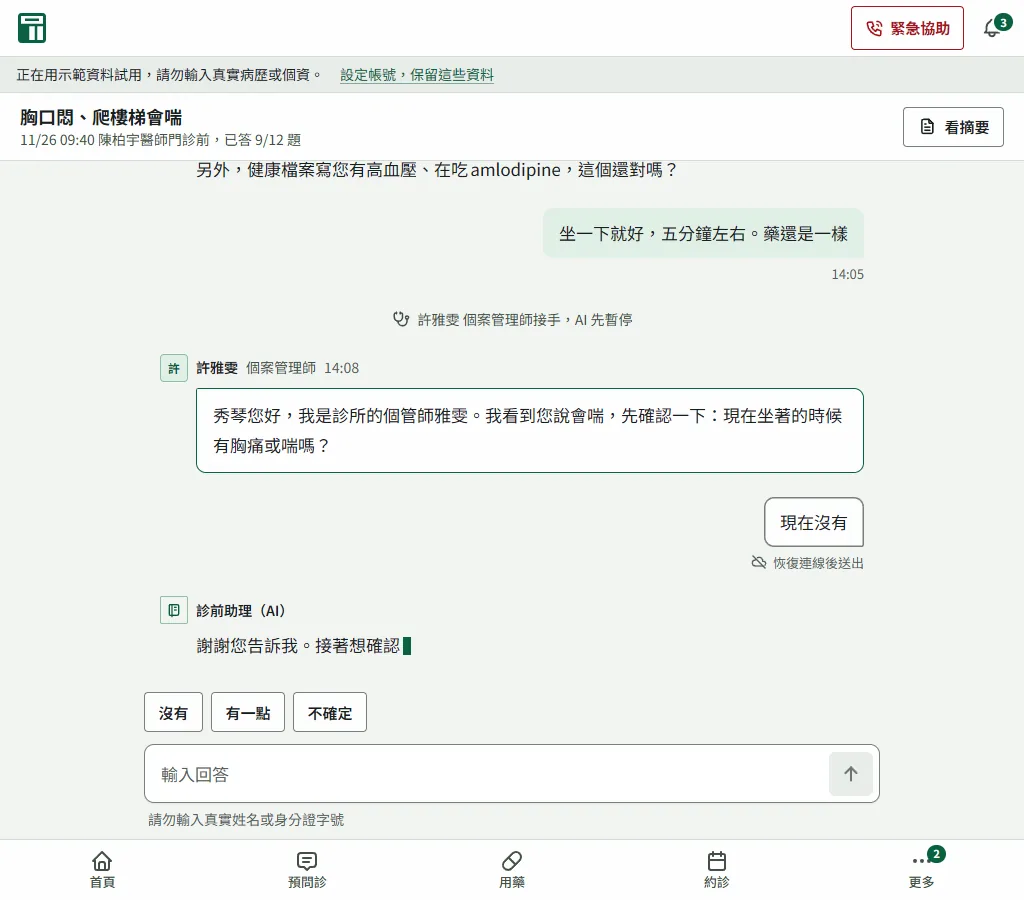 緊急協助
3
正在用示範資料試用，請勿輸入真實病歷或個資。 設定帳號，保留這些資料
胸口悶、爬樓梯會喘
11/26 09:40 陳柏宇醫師門診前，已答 9/12 題
看摘要
另外，健康檔案寫您有高血壓、在吃 amlodipine，這個還對嗎？
坐一下就好，五分鐘左右。藥還是一樣
14:05
許雅雯 個案管理師接手，AI 先暫停
許 許雅雯 個案管理師 14:08
秀琴您好，我是診所的個管師雅雯。我看到您說會喘，先確認一下：現在坐著的時候
有胸痛或喘嗎？
現在沒有
恢復連線後送出
診前助理（AI）
謝謝您告訴我。接著想確認
沒有 有一點 不確定
輸入回答
請勿輸入真實姓名或身分證字號
2
首頁 預問診 用藥 約診 更多